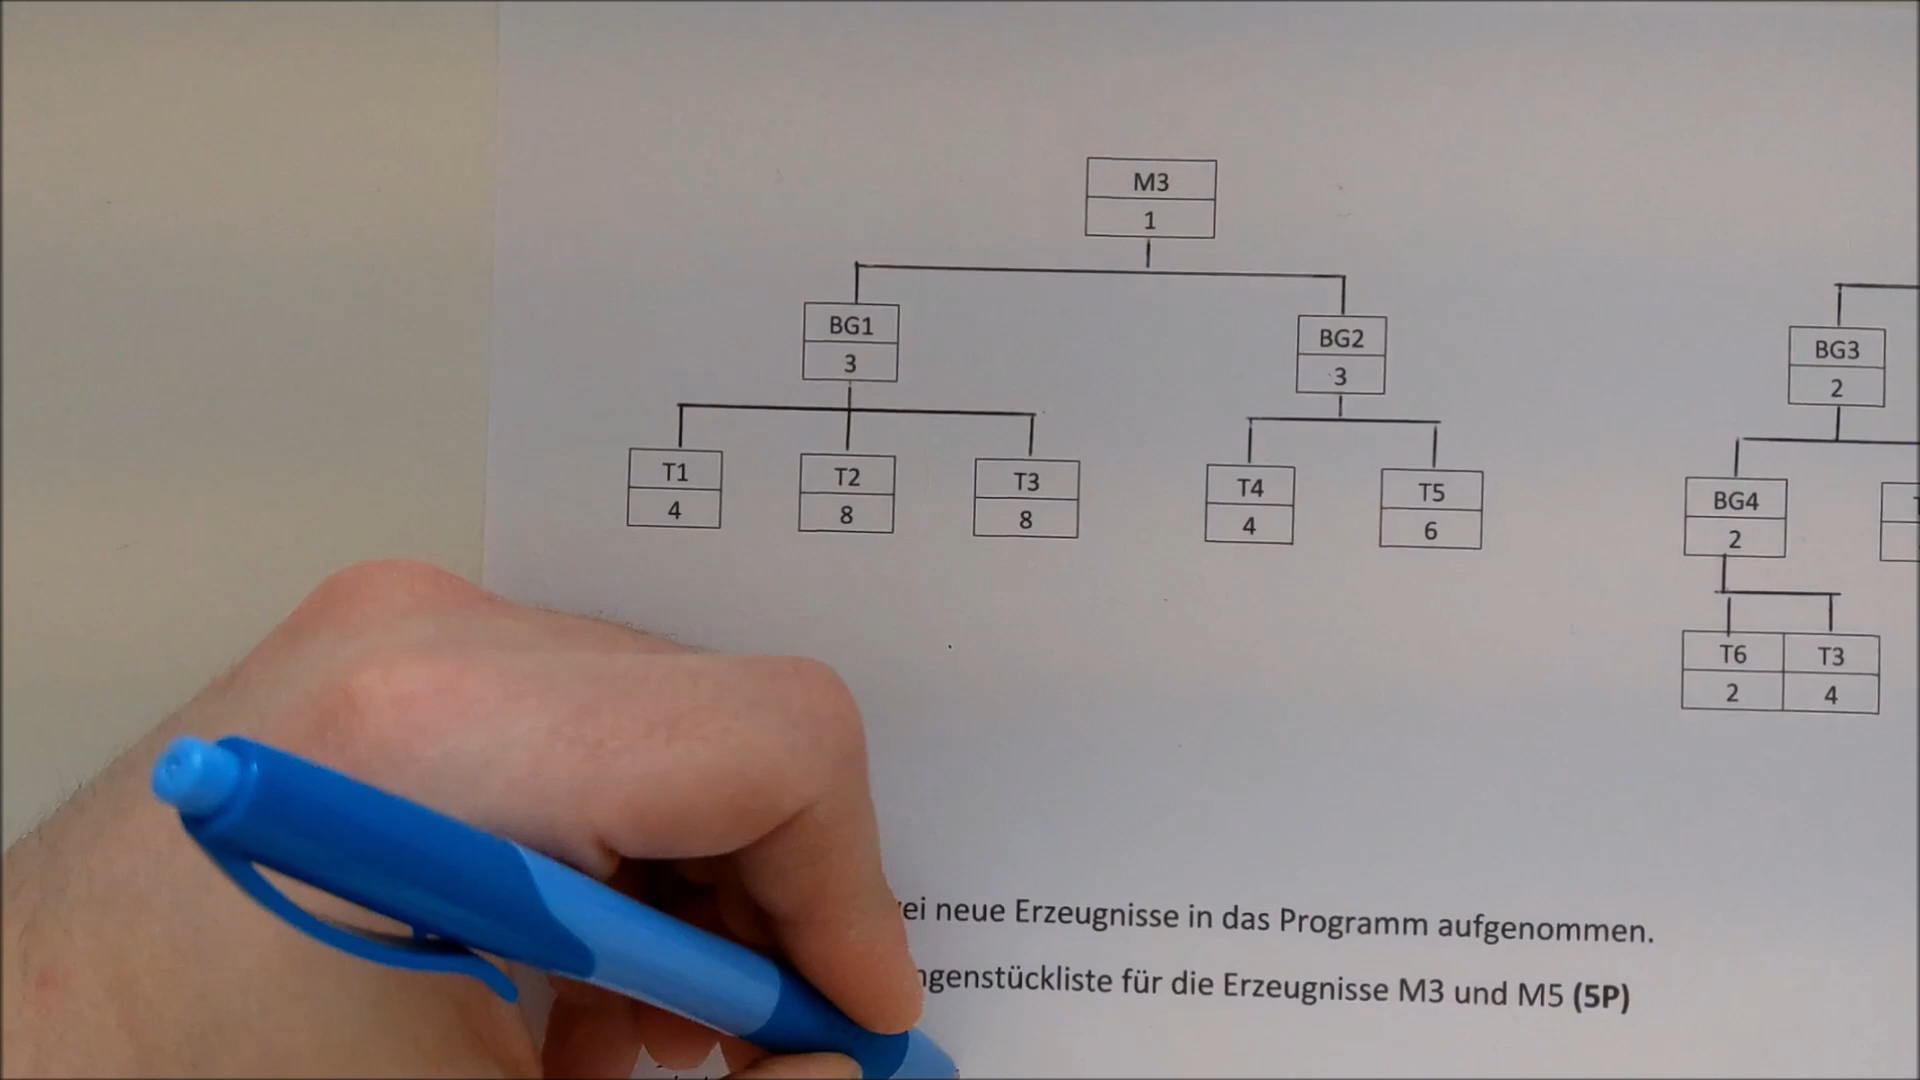 M3
1
BG1
3
BG2
3
BG3
2
T1
4
T2
8
T3
8
T4
4
T5
6
BG4
2
T6
2
T3
4
neue Erzeugnisse in das Programm aufgenommen.
für die Erzeugnisse M3 und M5 (5P)